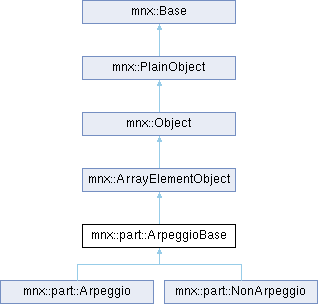 mnx::Base
mnx::PlainObject
mnx::Object
mnx::ArrayElementObject
mnx::part::ArpeggioBase
mnx::part::Arpeggio
mnx::part::NonArpeggio